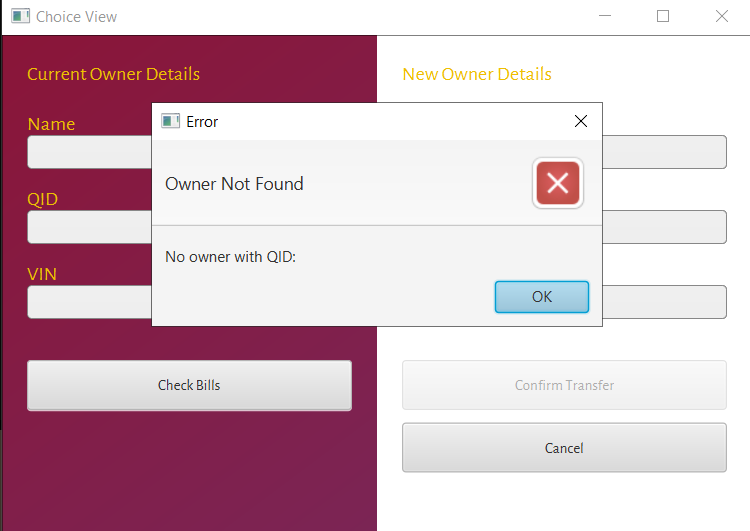 Choice View
Current Owner Details
New Owner Details
Name
Error
Owner Not Found
QID
No owner with QID:
VIN
OK
Check Bills
Confirm Transfer
Cancel